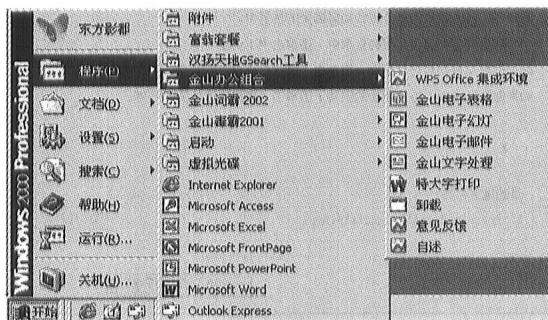 Windows 2000 Professional
东方影都
程序(P)
文档(D)
设置(S)
搜索(C)
帮助(H)
运行(R)...
关机(U)...
开始
附件
富翁套餐
汉扬天地GSearch工具
金山办公组合
金山词霸 2002
金山毒霸2001
启动
虚拟光碟
Internet Explorer
Microsoft Access
Microsoft Excel
Microsoft FrontPage
Microsoft PowerPoint
Microsoft Word
Outlook Express
WPS Office 集成环境
金山电子表格
金山电子幻灯
金山电子邮件
金山文字处理
特大字打印
卸载
意见反馈
自述